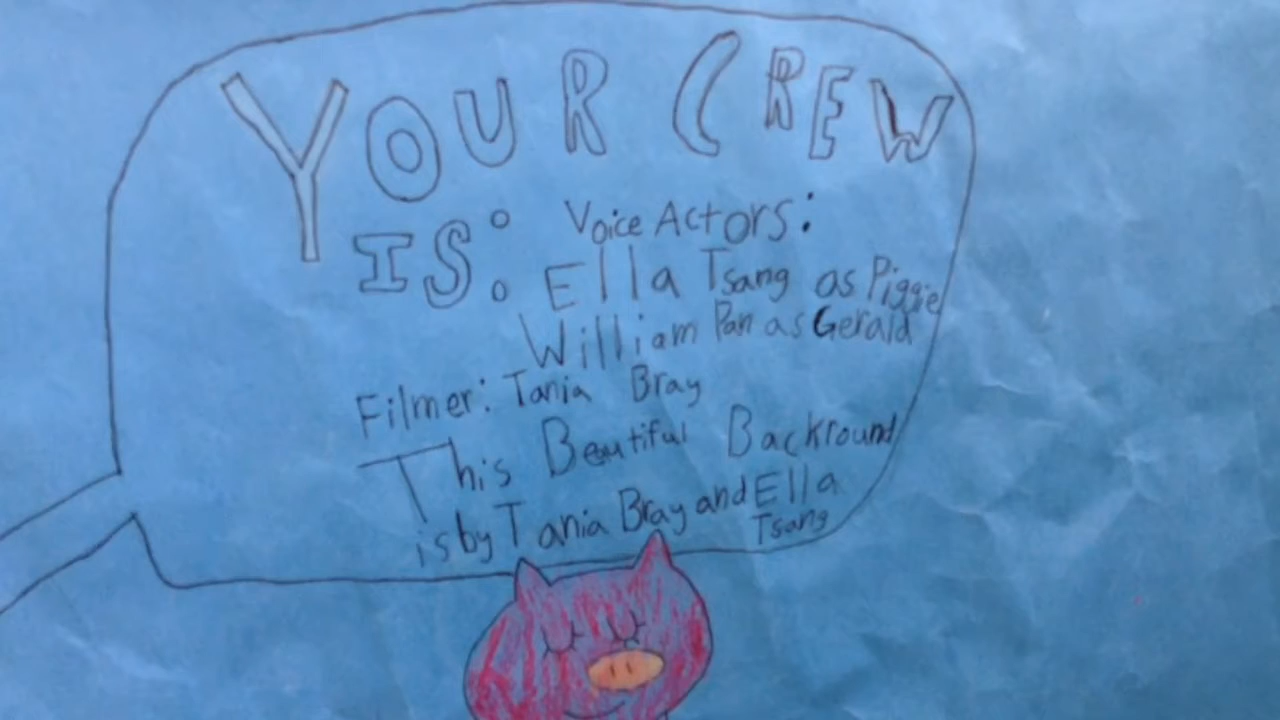 YOUR CREW
IS:
Voice Actors:
Ella Tsang as Piggie
William Pan as Gerald
Filmer: Tania Bray
This Beautiful Backround
is by Tania Bray and Ella
Tsang